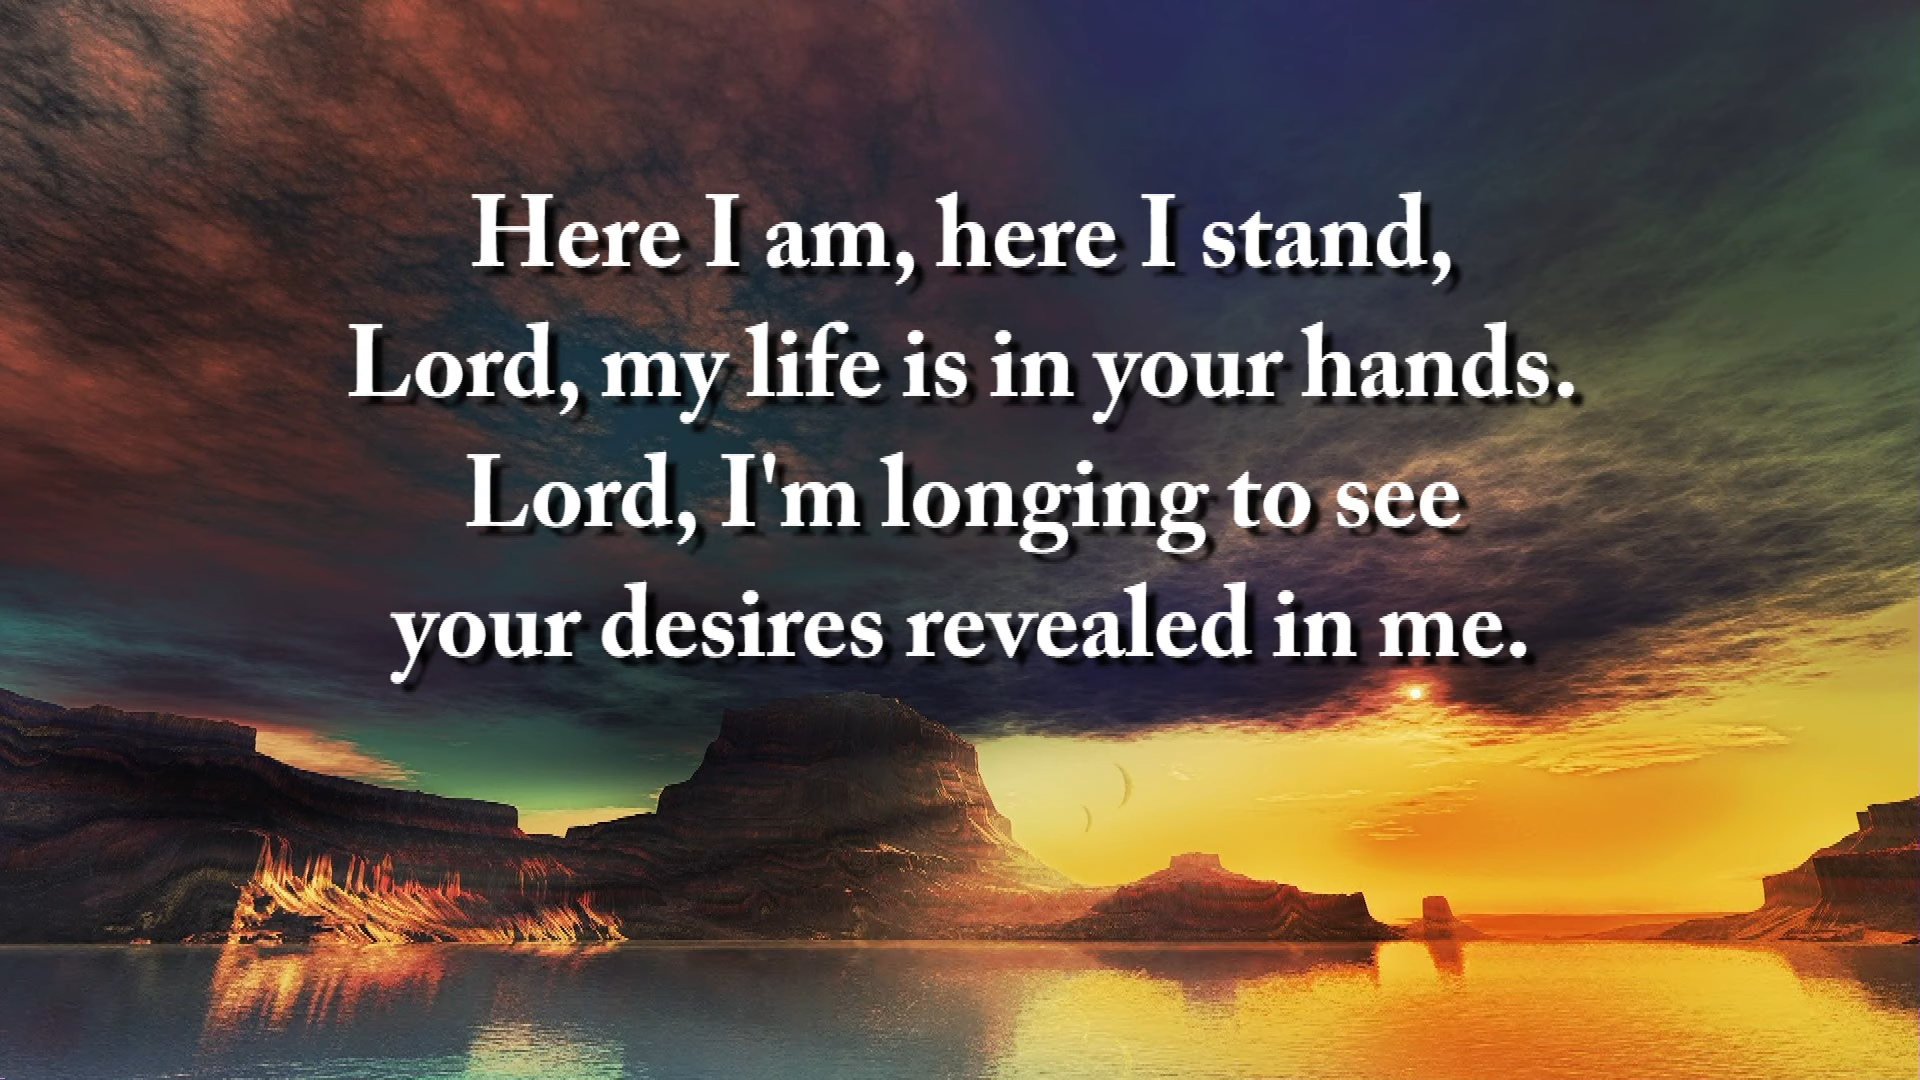 Here I am, here I stand,
Lord, my life is in your hands.
Lord, I'm longing to see
your desires revealed in me.